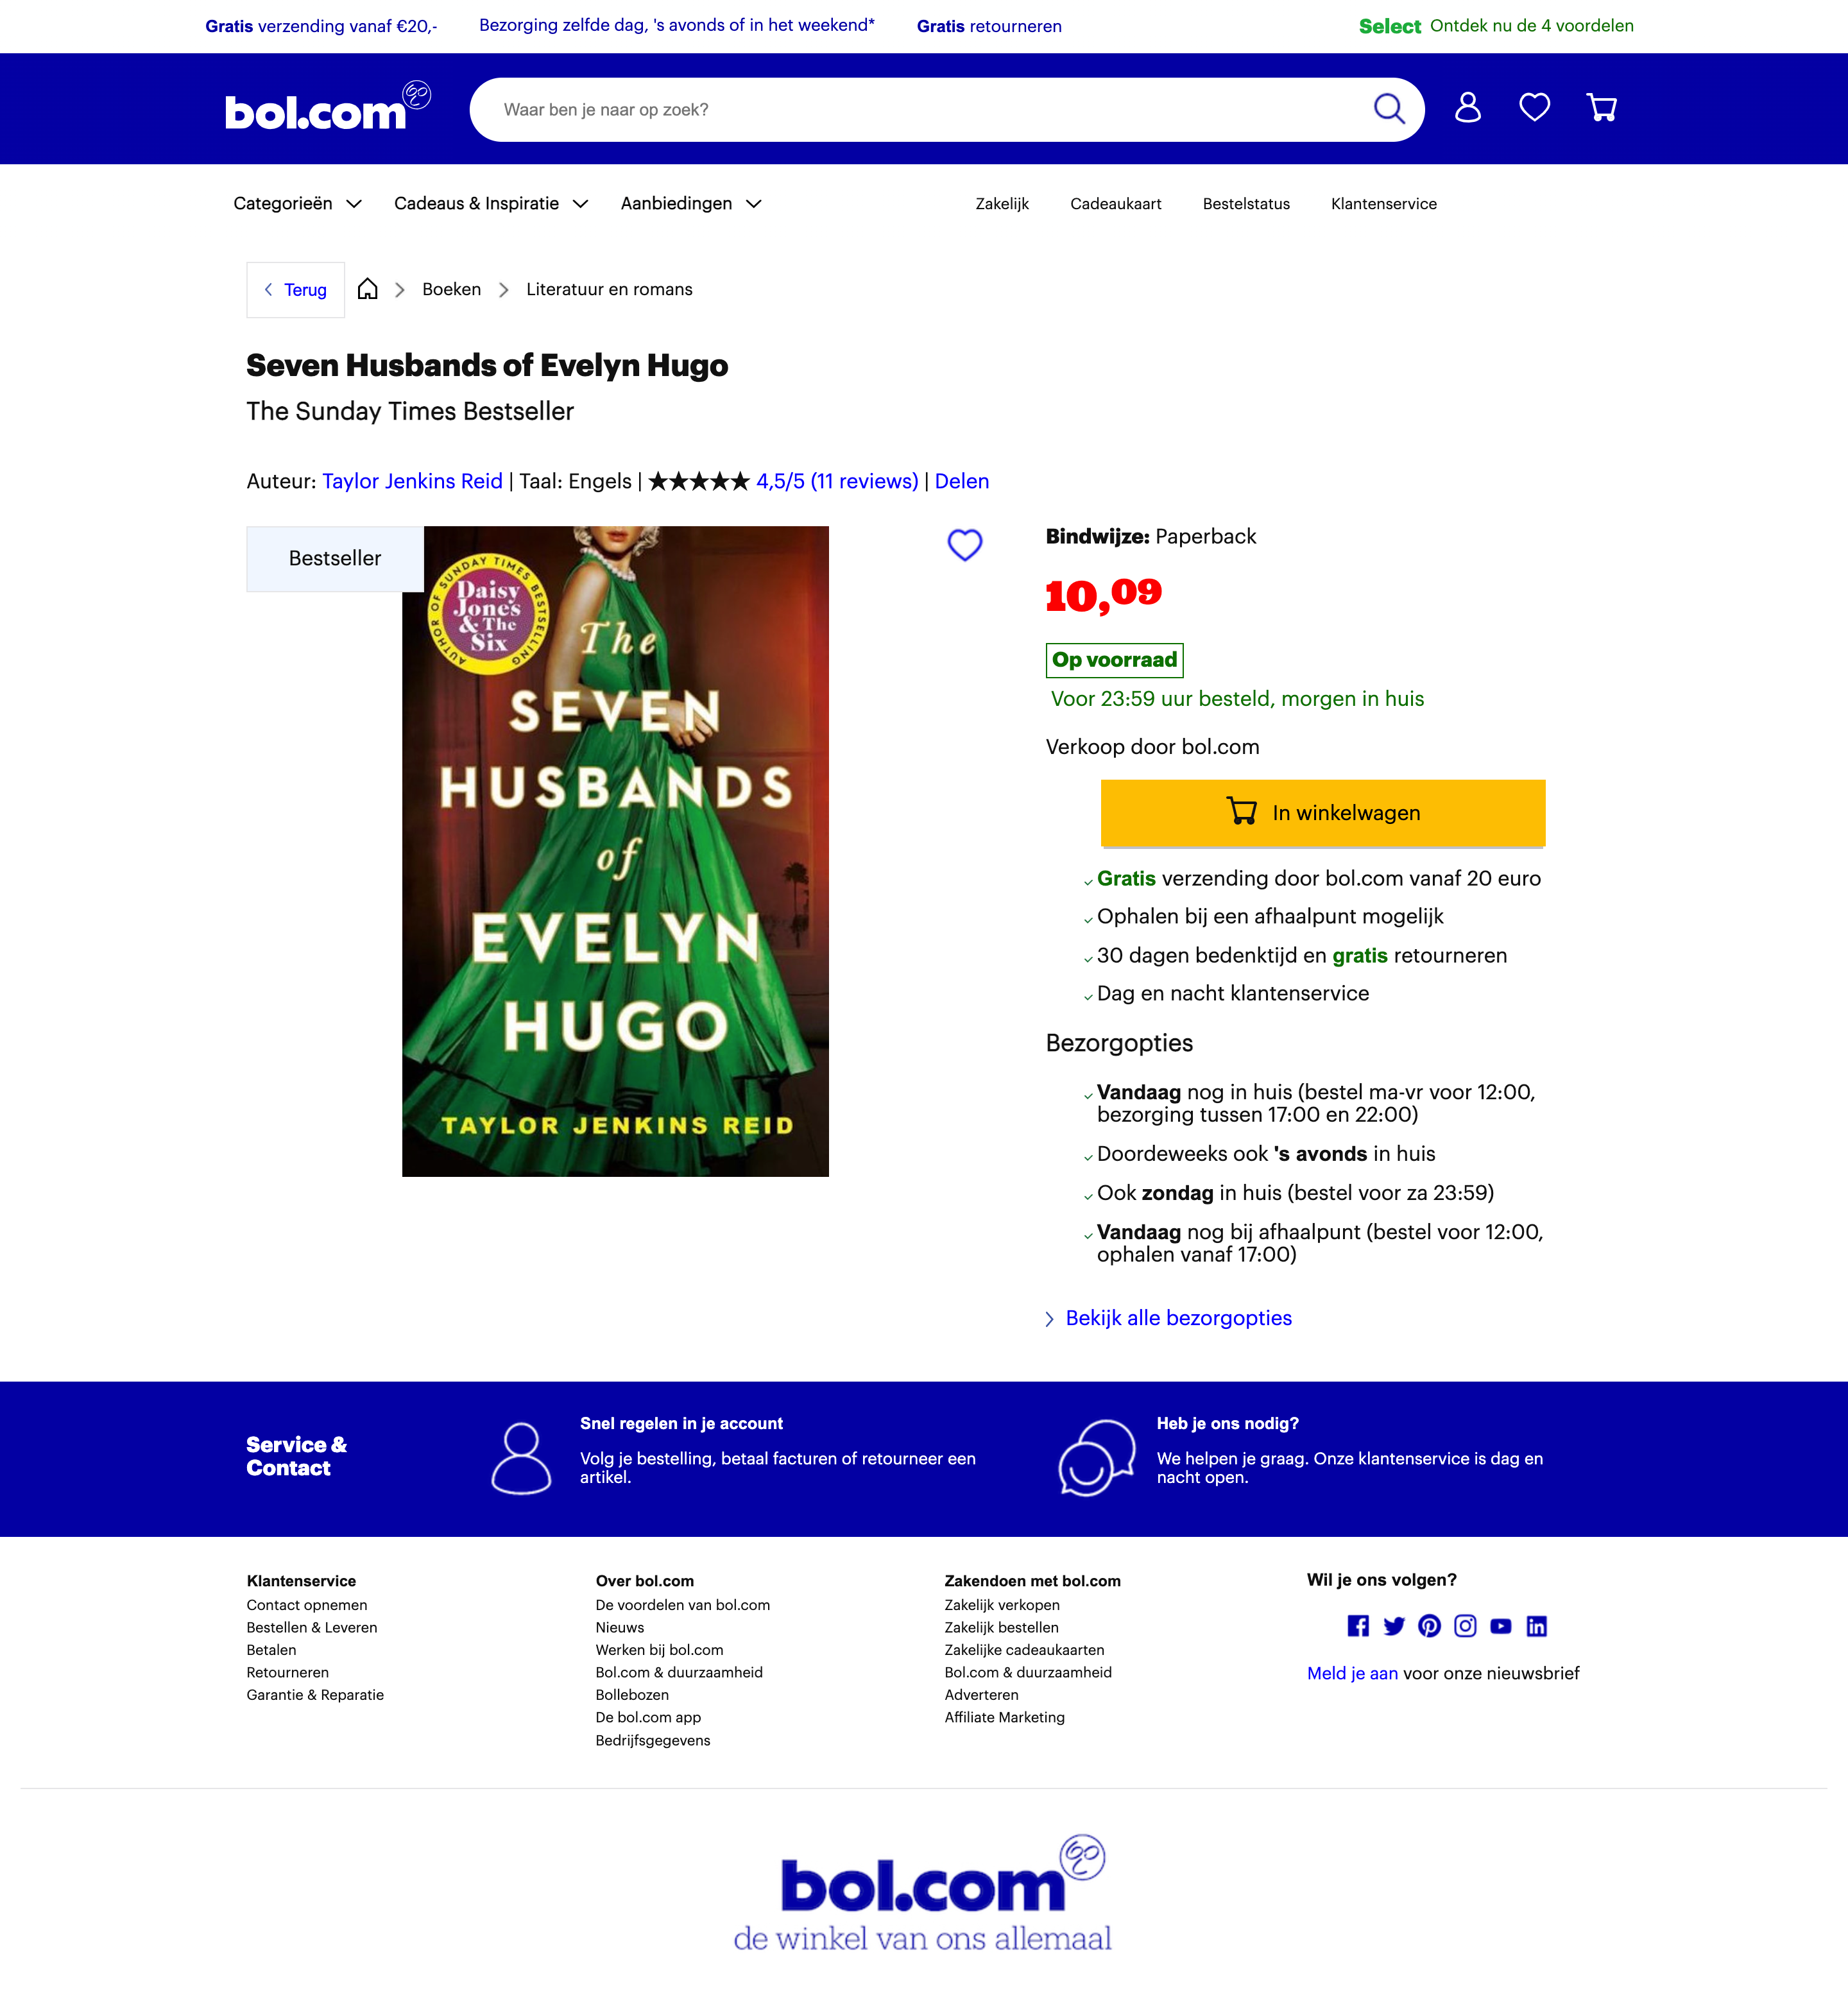 Gratis verzending vanaf €20,-
Bezorging zelfde dag, 's avonds of in het weekend*
Gratis retourneren
Select Ontdek nu de 4 voordelen
bol.com
Waar ben je naar op zoek?
Categorieën
Cadeaus & Inspiratie
Aanbiedingen
Zakelijk
Cadeaukaart
Bestelstatus
Klantenservice
Terug
Boeken
Literatuur en romans
Seven Husbands of Evelyn Hugo
The Sunday Times Bestseller
Auteur: Taylor Jenkins Reid | Taal: Engels | ★★★★★ 4,5/5 (11 reviews) | Delen
Bestseller
AUTHOR OF SUNDAY TIMES BESTSELLING
Daisy
Jones
& The
Six
The
SEVEN
HUSBANDS
of
EVELYN
HUGO
TAYLOR JENKINS REID
Bindwijze: Paperback
10,09
Op voorraad
Voor 23:59 uur besteld, morgen in huis
Verkoop door bol.com
In winkelwagen
Gratis verzending door bol.com vanaf 20 euro
Ophalen bij een afhaalpunt mogelijk
30 dagen bedenktijd en gratis retourneren
Dag en nacht klantenservice
Bezorgopties
Vandaag nog in huis (bestel ma-vr voor 12:00,
bezorging tussen 17:00 en 22:00)
Doordeweeks ook 's avonds in huis
Ook zondag in huis (bestel voor za 23:59)
Vandaag nog bij afhaalpunt (bestel voor 12:00,
ophalen vanaf 17:00)
Bekijk alle bezorgopties
Service &
Contact
Snel regelen in je account
Volg je bestelling, betaal facturen of retourneer een
artikel.
Heb je ons nodig?
We helpen je graag. Onze klantenservice is dag en
nacht open.
Klantenservice
Contact opnemen
Bestellen & Leveren
Betalen
Retourneren
Garantie & Reparatie
Over bol.com
De voordelen van bol.com
Nieuws
Werken bij bol.com
Bol.com & duurzaamheid
Bollebozen
De bol.com app
Bedrijfsgegevens
Zakendoen met bol.com
Zakelijk verkopen
Zakelijk bestellen
Zakelijke cadeaukaarten
Bol.com & duurzaamheid
Adverteren
Affiliate Marketing
Wil je ons volgen?
Meld je aan voor onze nieuwsbrief
bol.com
de winkel van ons allemaal